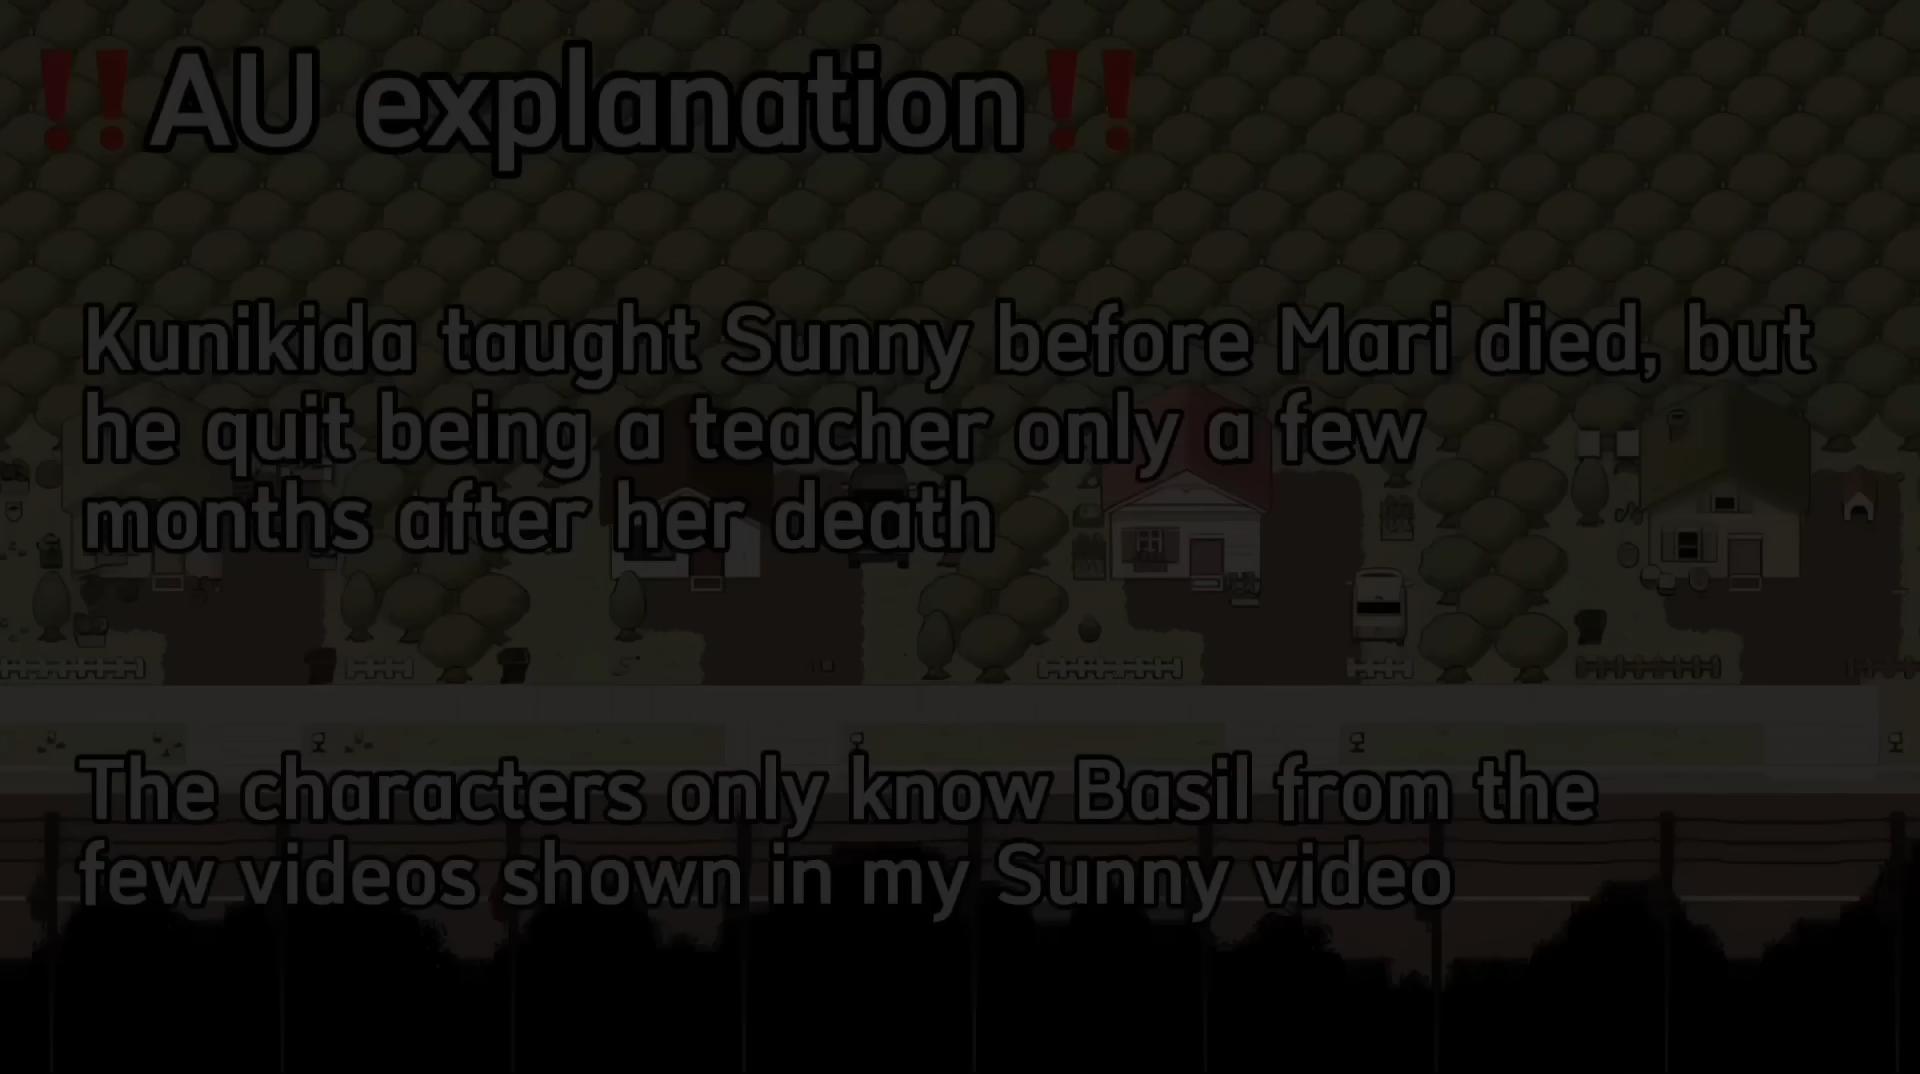 ‼️AU explanation‼️
Kunikida taught Sunny before Mari died, but
he quit being a teacher only a few
months after her death
The characters only know Basil from the
few videos shown in my Sunny video